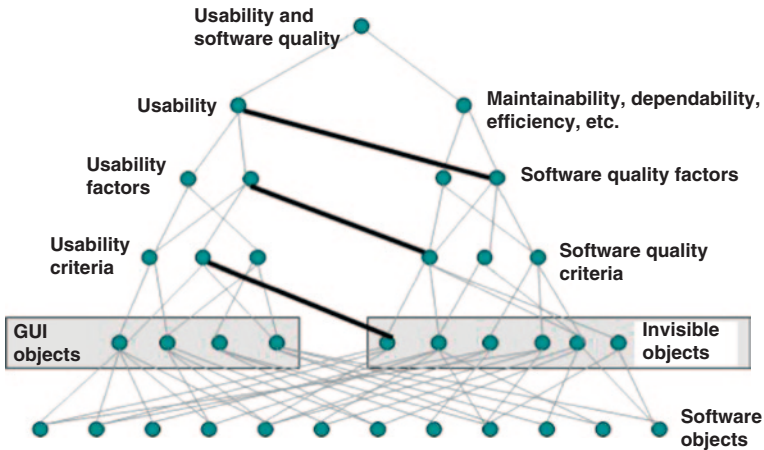 Usability and
software quality
Usability
Maintainability, dependability,
efficiency, etc.
Usability
factors
Software quality factors
Usability
criteria
Software quality
criteria
GUI
objects
Invisible
objects
Software
objects